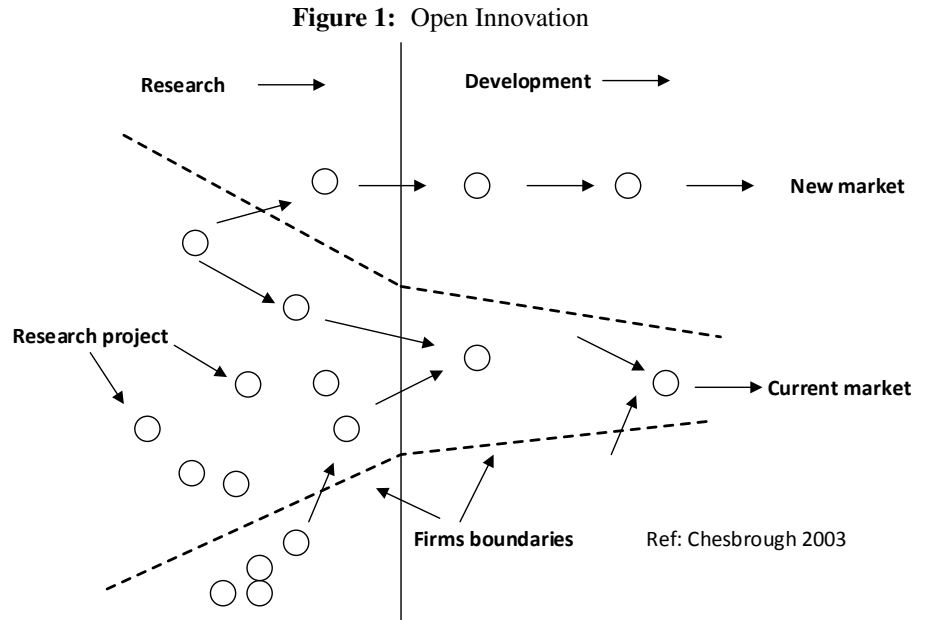 Figure 1: Open Innovation
Research
Development
New market
Research project
Current market
Firms boundaries
Ref: Chesbrough 2003